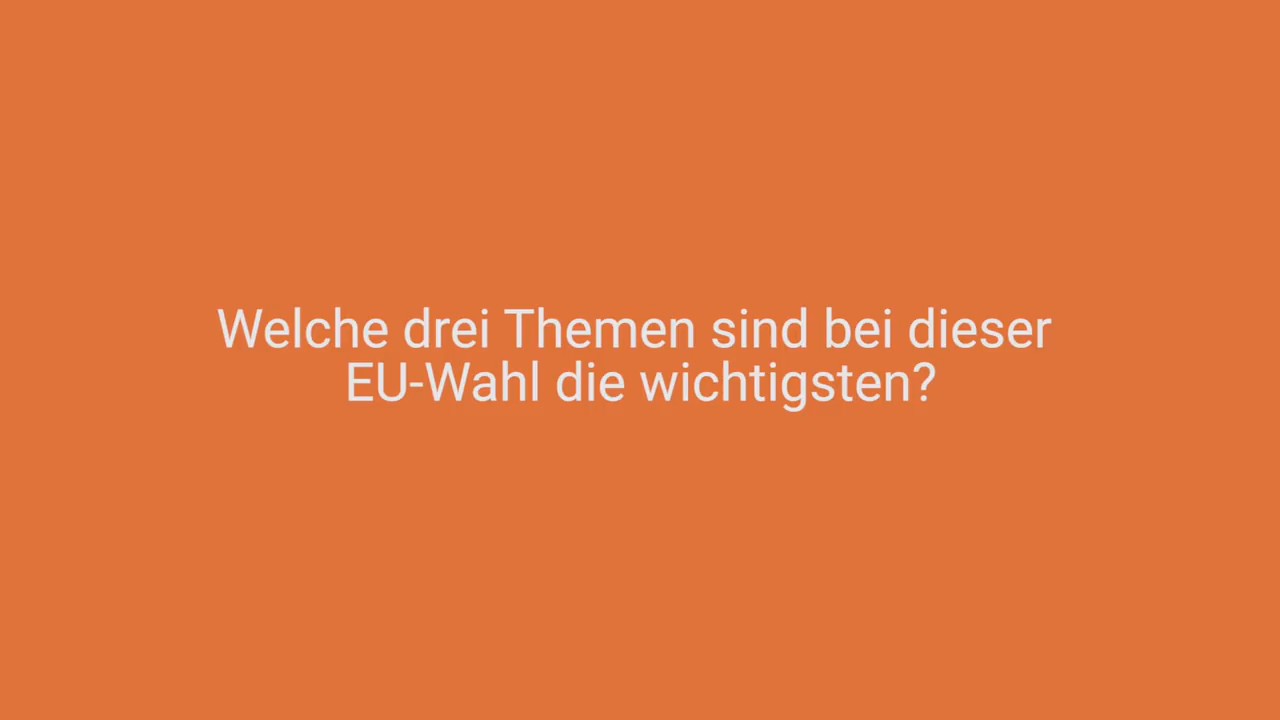 Welche drei Themen sind bei dieser
EU-Wahl die wichtigsten?